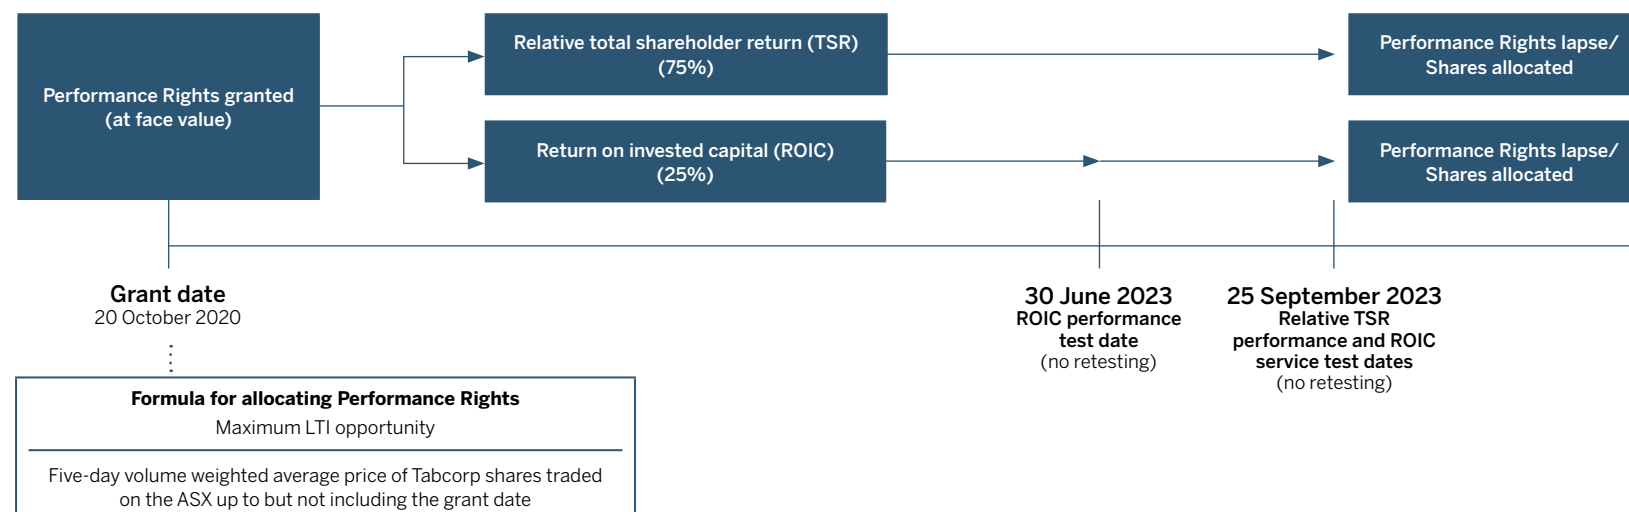 Performance Rights granted
(at face value)
Relative total shareholder return (TSR)
(75%)
Performance Rights lapse/
Shares allocated
Return on invested capital (ROIC)
(25%)
Performance Rights lapse/
Shares allocated
Grant date
20 October 2020
30 June 2023
ROIC performance
test date
(no retesting)
25 September 2023
Relative TSR
performance and ROIC
service test dates
(no retesting)
Formula for allocating Performance Rights
Maximum LTI opportunity
Five-day volume weighted average price of Tabcorp shares traded
on the ASX up to but not including the grant date